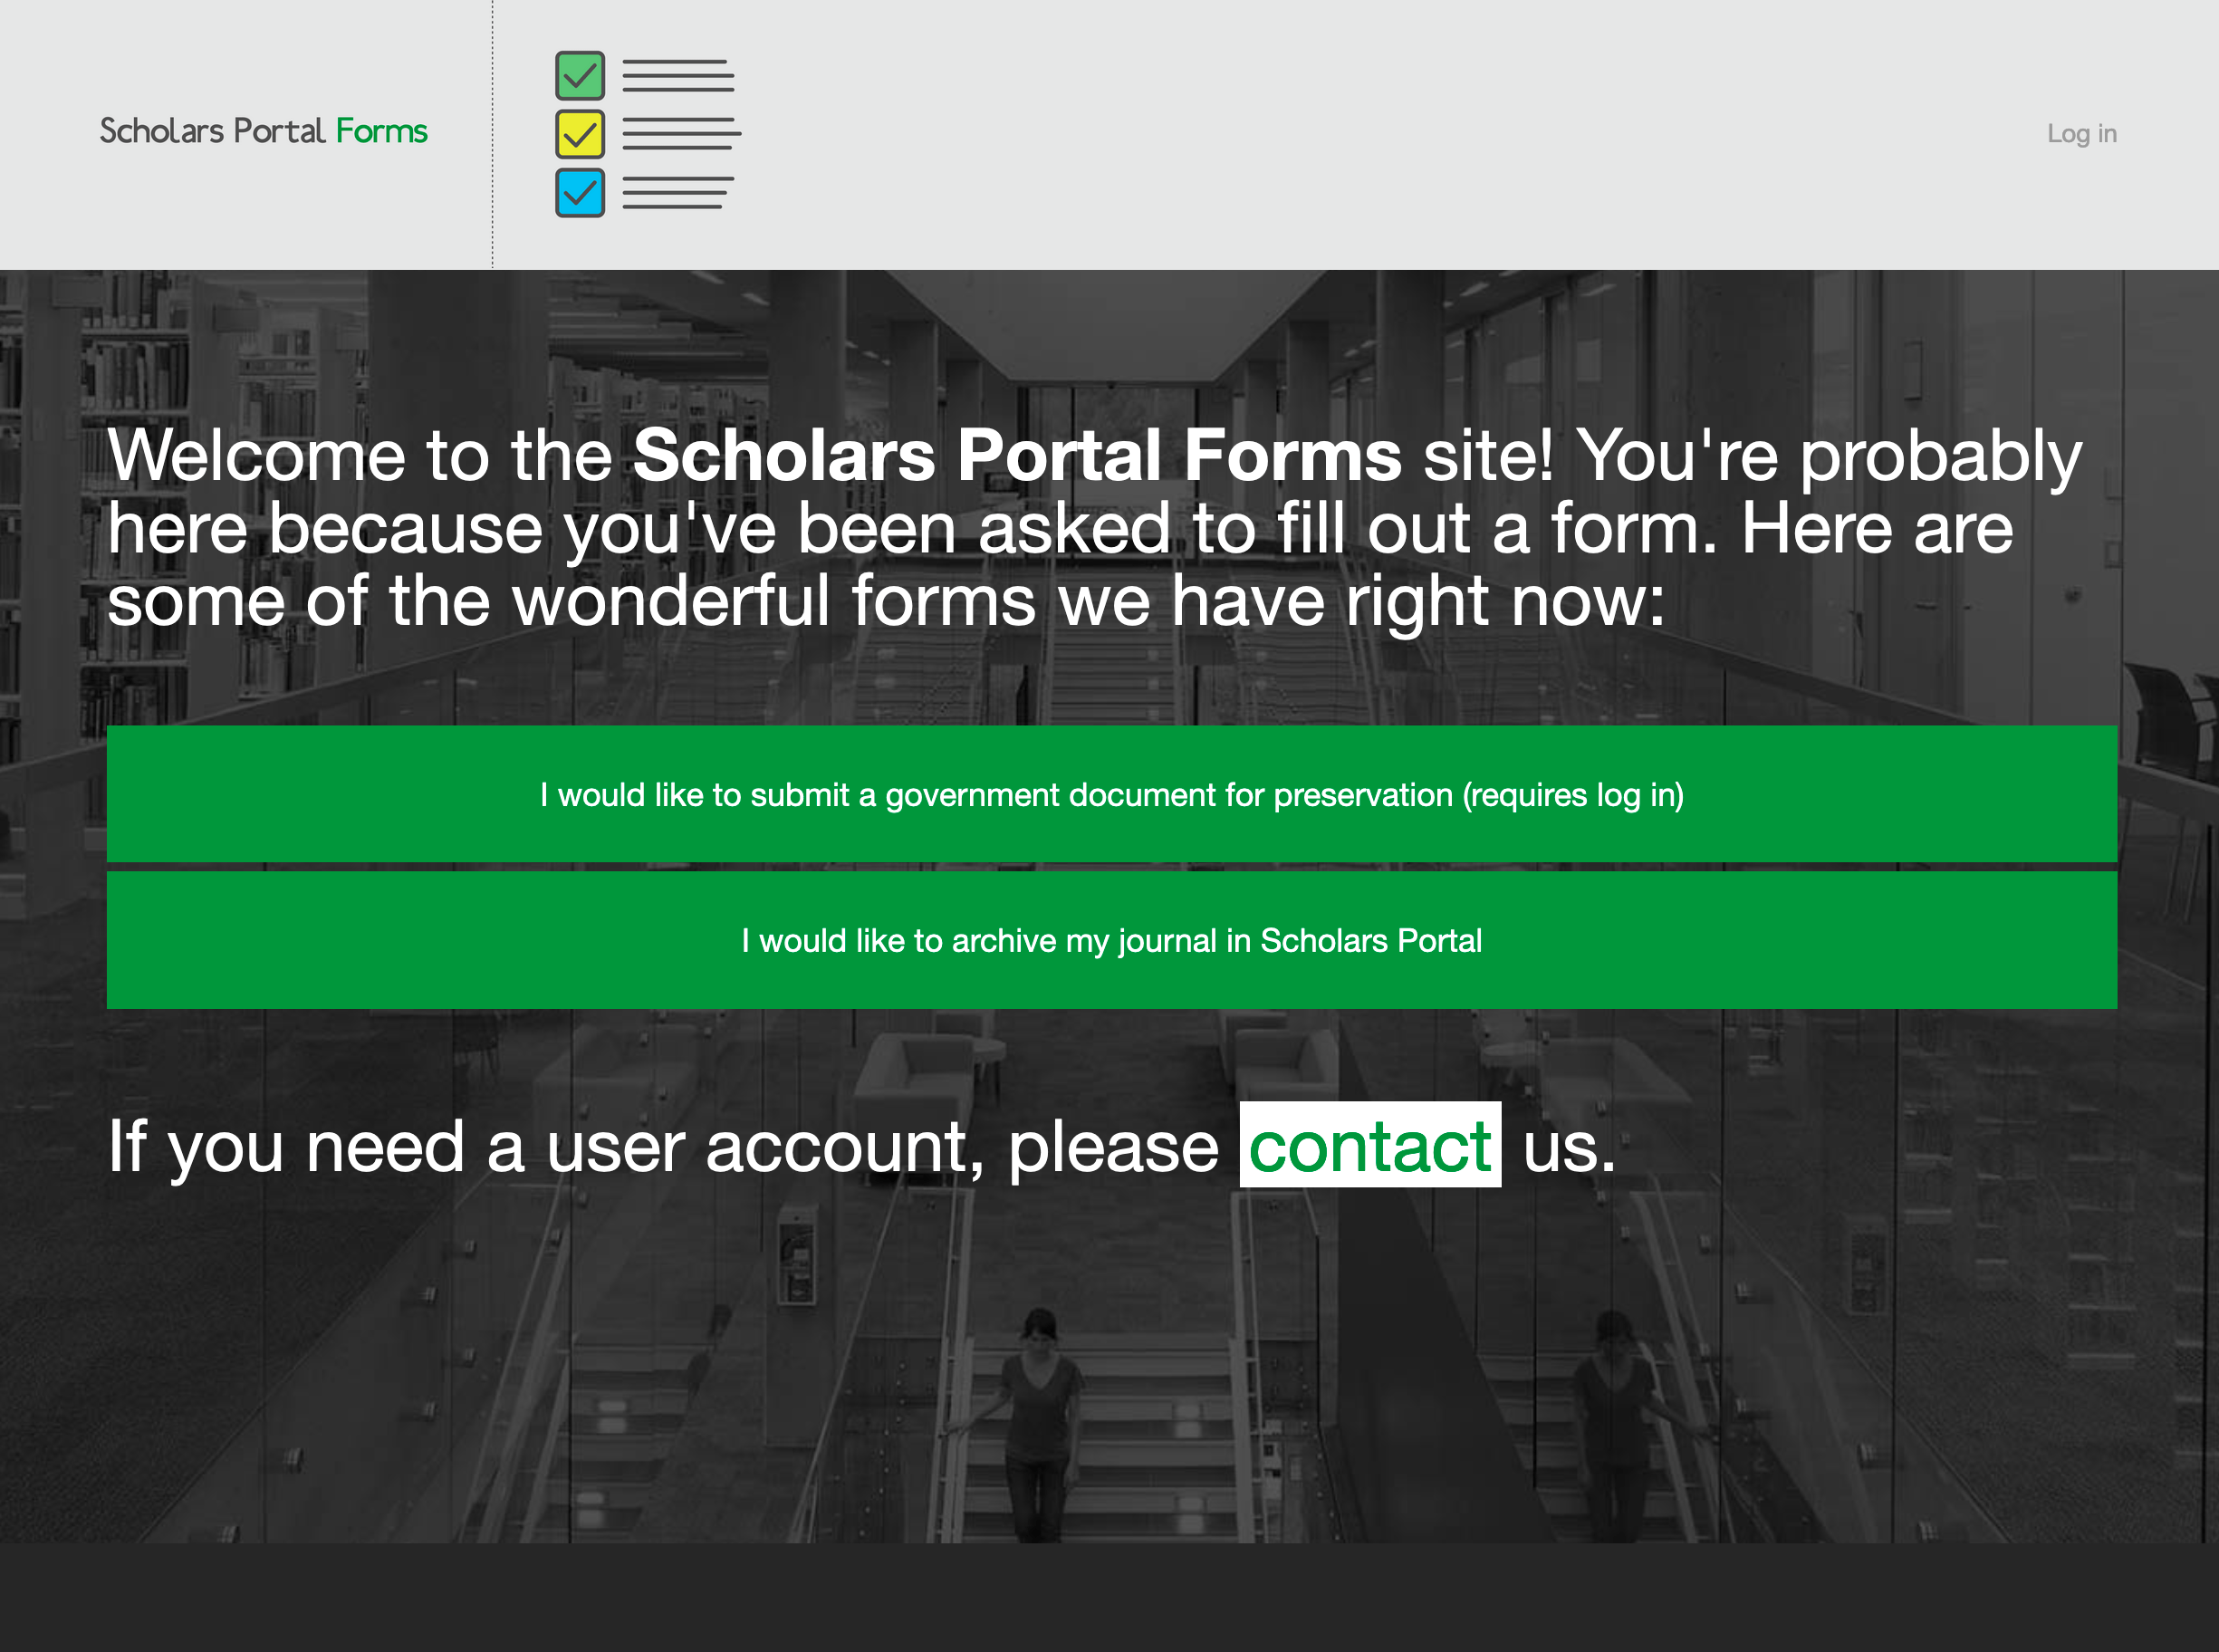 Scholars Portal Forms
Log in
Welcome to the Scholars Portal Forms site! You're probably
here because you've been asked to fill out a form. Here are
some of the wonderful forms we have right now:
I would like to submit a government document for preservation (requires log in)
I would like to archive my journal in Scholars Portal
If you need a user account, please contact us.